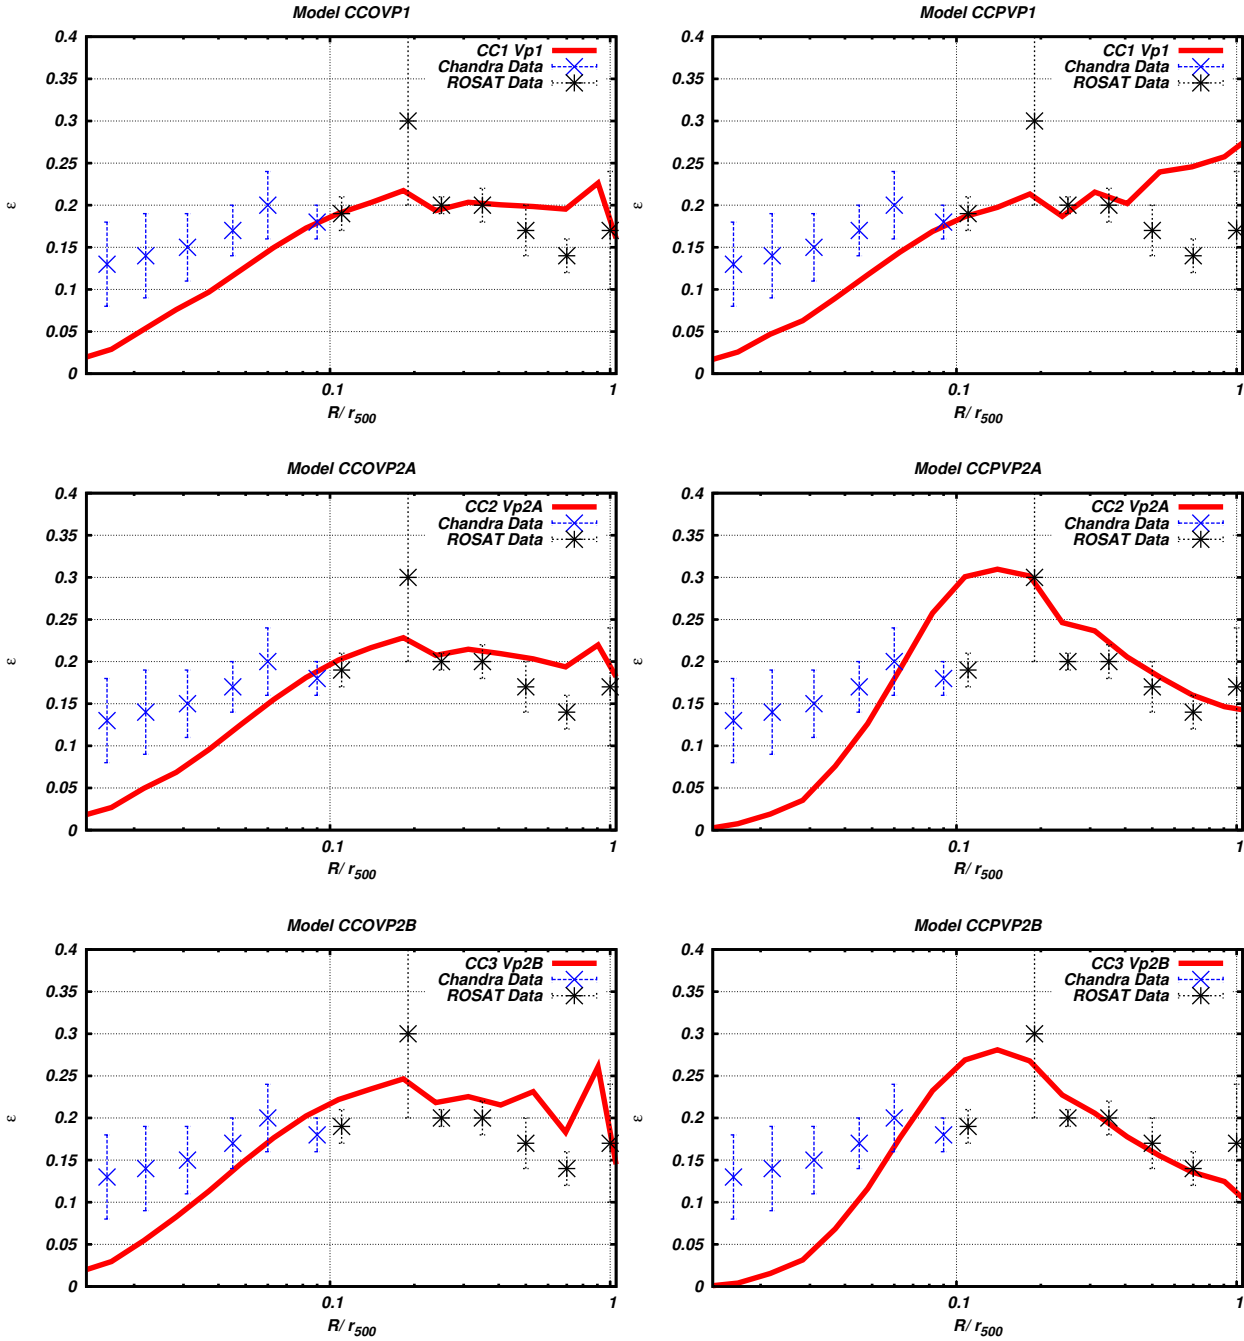 Model CCOVP1
CC1 Vp1
Chandra Data
ROSAT Data
0.4
0.35
0.3
0.25
0.2
0.15
0.1
0.05
0
ε
0.1
1
R/ r500
Model CCPVP1
CC1 Vp1
Chandra Data
ROSAT Data
0.4
0.35
0.3
0.25
0.2
0.15
0.1
0.05
0
ε
0.1
1
R/ r500
Model CCOVP2A
CC2 Vp2A
Chandra Data
ROSAT Data
0.4
0.35
0.3
0.25
0.2
0.15
0.1
0.05
0
ε
0.1
1
R/ r500
Model CCPVP2A
CC2 Vp2A
Chandra Data
ROSAT Data
0.4
0.35
0.3
0.25
0.2
0.15
0.1
0.05
0
ε
0.1
1
R/ r500
Model CCOVP2B
CC3 Vp2B
Chandra Data
ROSAT Data
0.4
0.35
0.3
0.25
0.2
0.15
0.1
0.05
0
ε
0.1
1
R/ r500
Model CCPVP2B
CC3 Vp2B
Chandra Data
ROSAT Data
0.4
0.35
0.3
0.25
0.2
0.15
0.1
0.05
0
ε
0.1
1
R/ r500